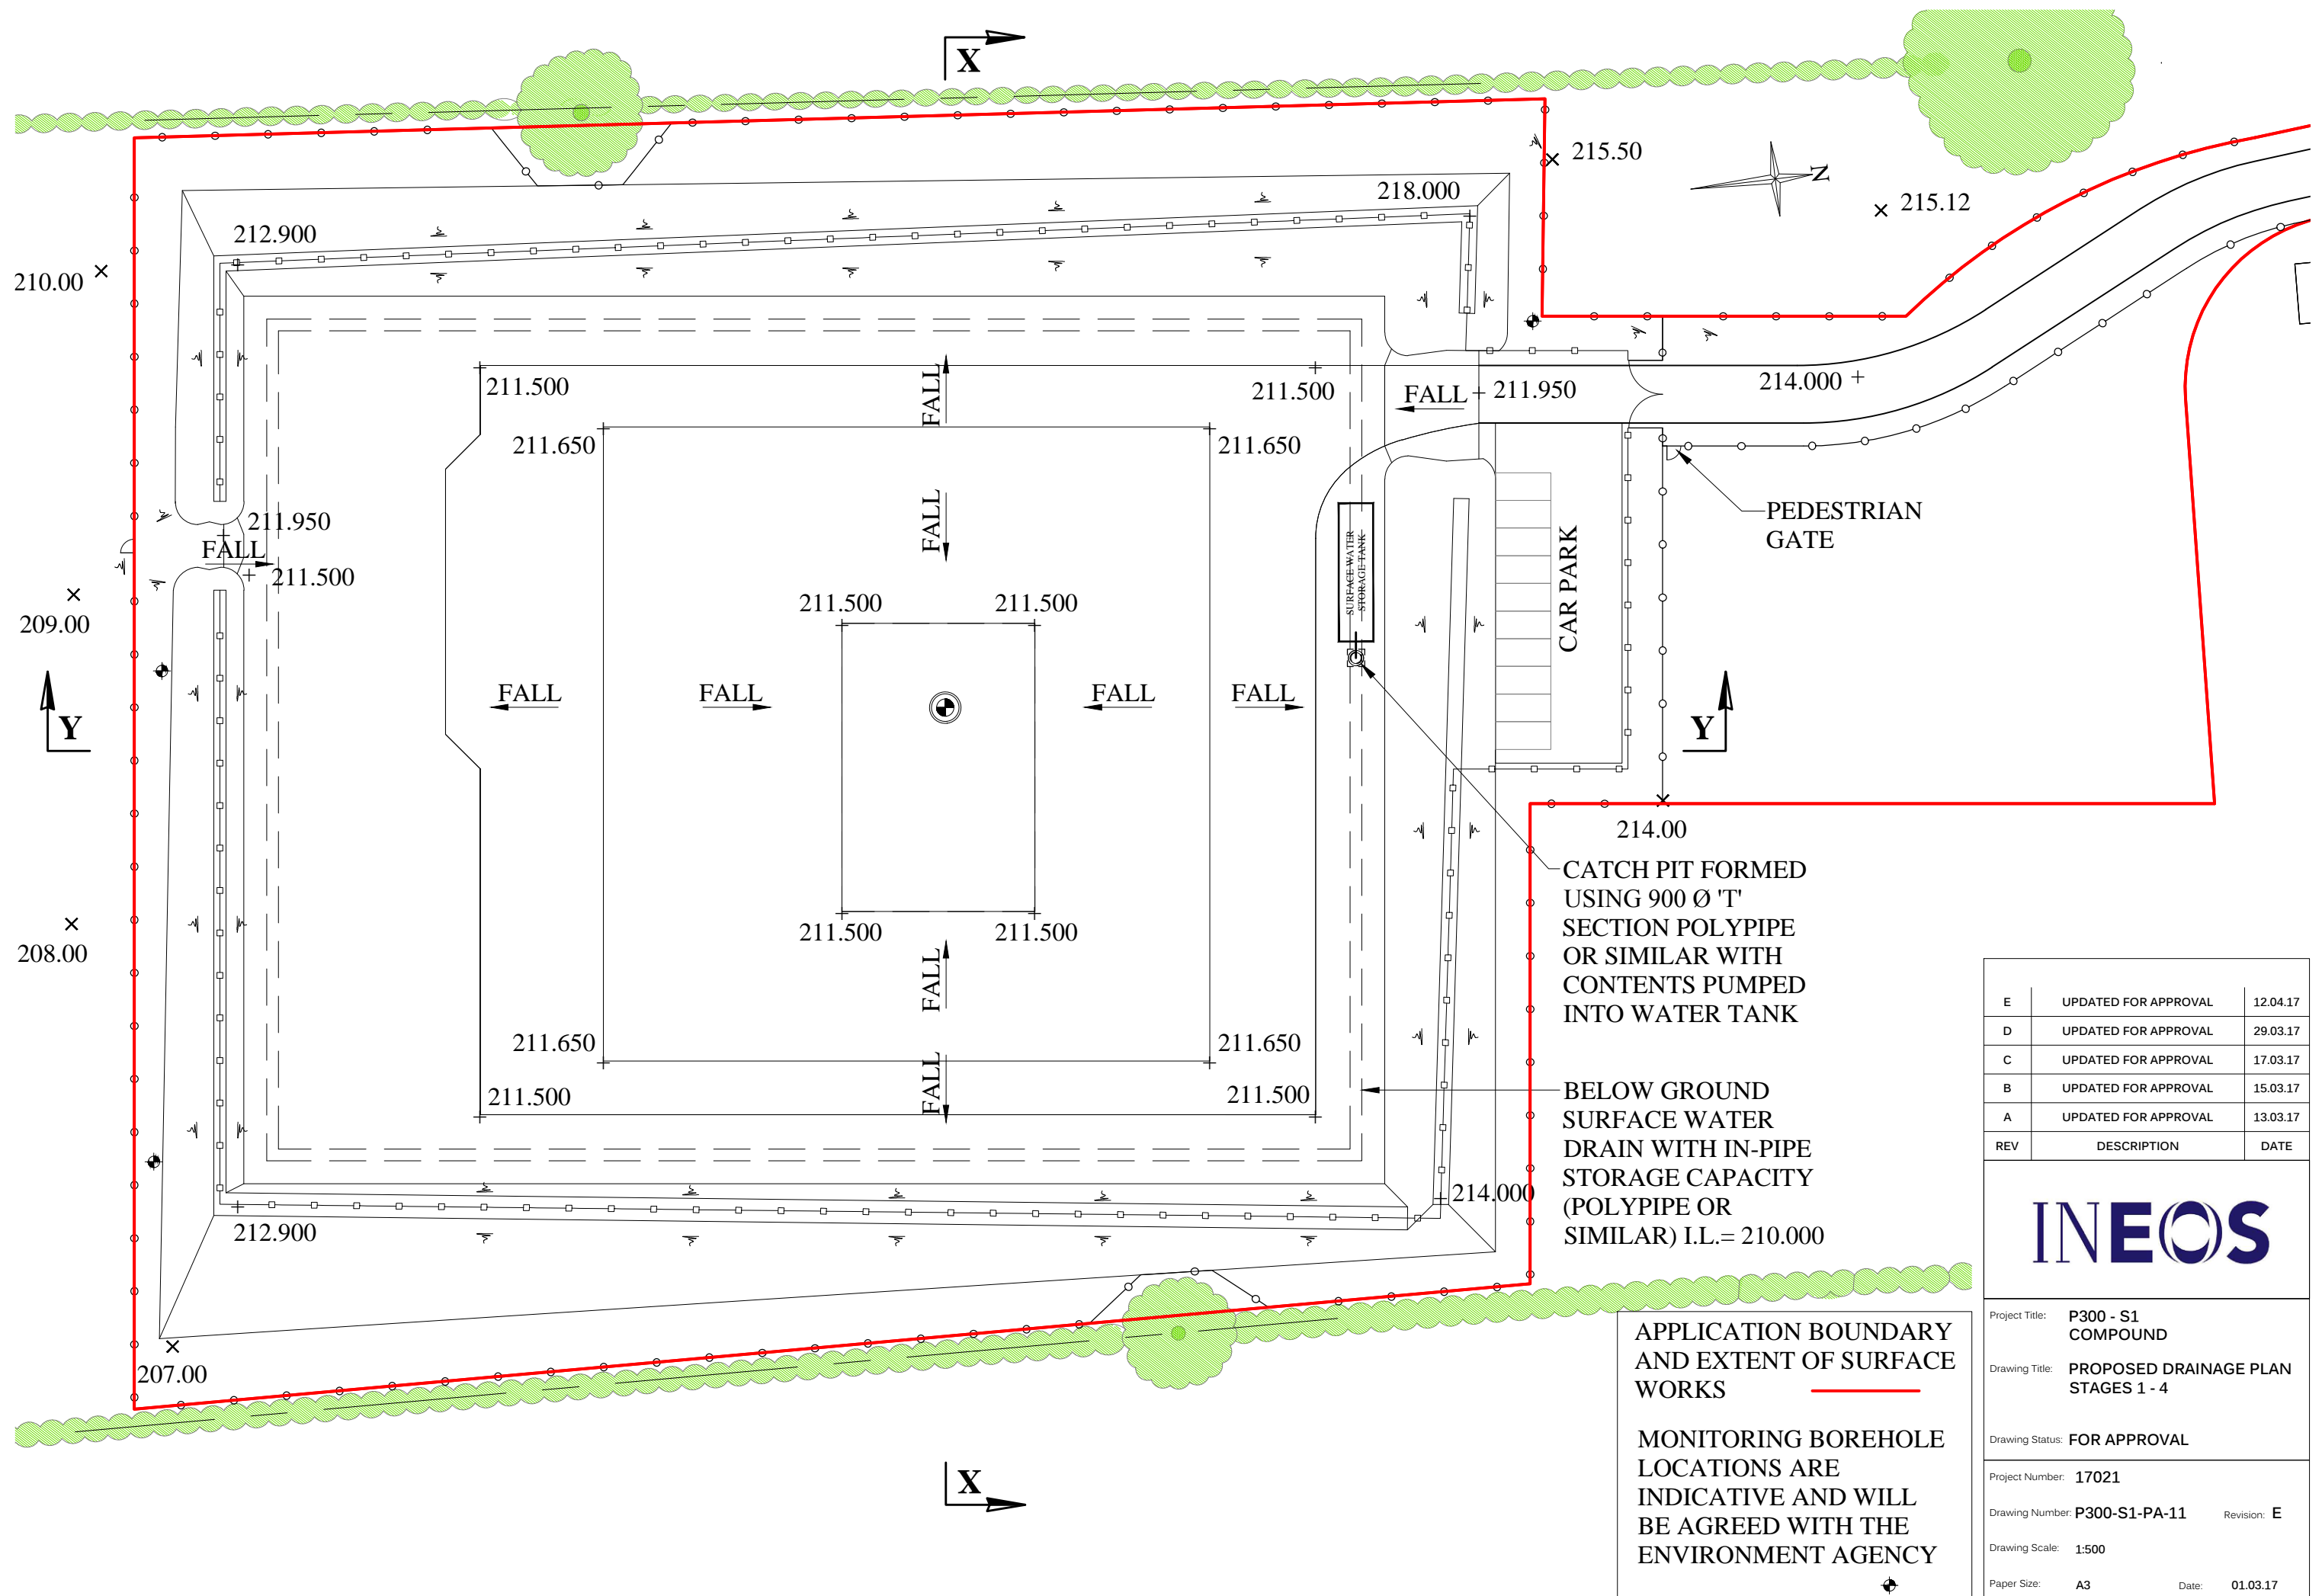 X
215.50
215.12
N
218.000
212.900
210.00
211.500
211.500
FALL
FALL
211.950
214.000
211.650
211.650
PEDESTRIAN
GATE
FALL
211.950
FALL
211.500
SURFACE WATER
STORAGE TANK
CAR PARK
209.00
211.500
211.500
Y
FALL
FALL
FALL
FALL
Y
214.00
208.00
211.500
211.500
FALL
CATCH PIT FORMED
USING 900 Ø 'T'
SECTION POLYPIPE
OR SIMILAR WITH
CONTENTS PUMPED
INTO WATER TANK
211.650
211.650
FALL
211.500
211.500
BELOW GROUND
SURFACE WATER
DRAIN WITH IN-PIPE
STORAGE CAPACITY
(POLYPIPE OR
SIMILAR) I.L.= 210.000
212.900
214.000
207.00
X
APPLICATION BOUNDARY
AND EXTENT OF SURFACE
WORKS
MONITORING BOREHOLE
LOCATIONS ARE
INDICATIVE AND WILL
BE AGREED WITH THE
ENVIRONMENT AGENCY
E UPDATED FOR APPROVAL 12.04.17
D UPDATED FOR APPROVAL 29.03.17
C UPDATED FOR APPROVAL 17.03.17
B UPDATED FOR APPROVAL 15.03.17
A UPDATED FOR APPROVAL 13.03.17
REV DESCRIPTION DATE
INEOS
Project Title: P300 - S1
COMPOUND
Drawing Title: PROPOSED DRAINAGE PLAN
STAGES 1 - 4
Drawing Status: FOR APPROVAL
Project Number: 17021
Drawing Number: P300-S1-PA-11 Revision: E
Drawing Scale: 1:500
Paper Size: A3 Date: 01.03.17